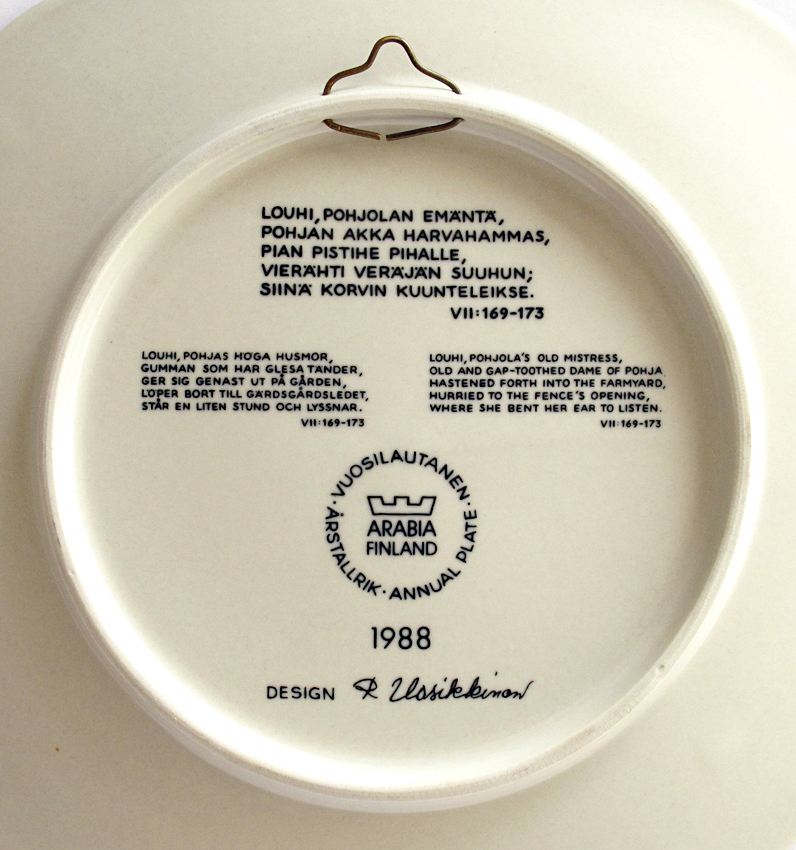 LOUHI, POHJOLAN EMÄNTÄ,
POHJAN AKKA HARVAHAMMAS,
PIAN PISTIHE PIHALLE,
VIERÄHTI VERÄJÄN SUUHUN;
SIINÄ KORVIN KUUNTELEIKSE.
VII:169-173
LOUHI, POHJAS HÖGA HUSMOR,
GUMMAN SOM HAR GLESA TÄNDER,
GER SIG GENAST UT PÅ GÅRDEN,
LÖPER BORT TILL GÄRDSGÅRDSLEDET,
STÅR EN LITEN STUND OCH LYSSNAR.
VII:169-173
LOUHI, POHJOLA'S OLD MISTRESS,
OLD AND GAP-TOOTHED DAME OF POHJA
HASTENED FORTH INTO THE FARMYARD,
HURRIED TO THE FENCE'S OPENING,
WHERE SHE BENT HER EAR TO LISTEN.
VII:169-173
·VUOSILAUTANEN·
ANNUAL PLATE
·ÅRSTALLRIK·
ARABIA
FINLAND
1988
DESIGN R Uosikkinen